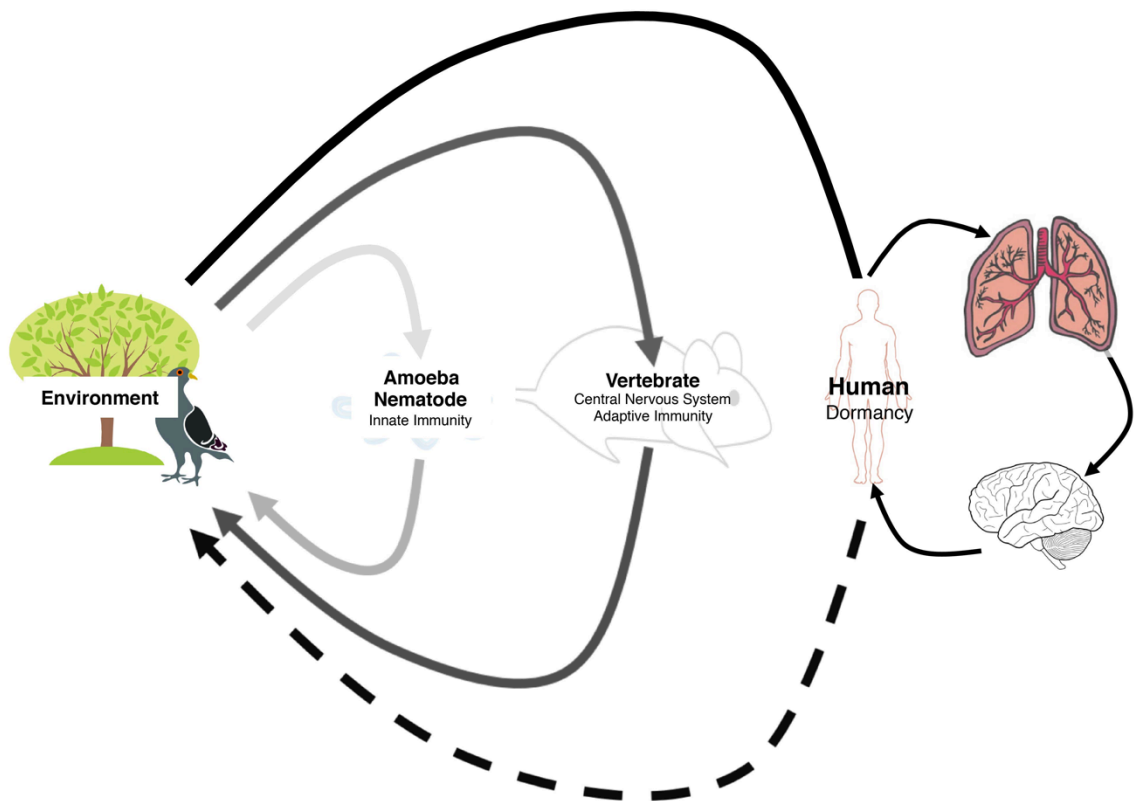 Environment
Amoeba
Nematode
Innate Immunity
Vertebrate
Central Nervous System
Adaptive Immunity
Human
Dormancy